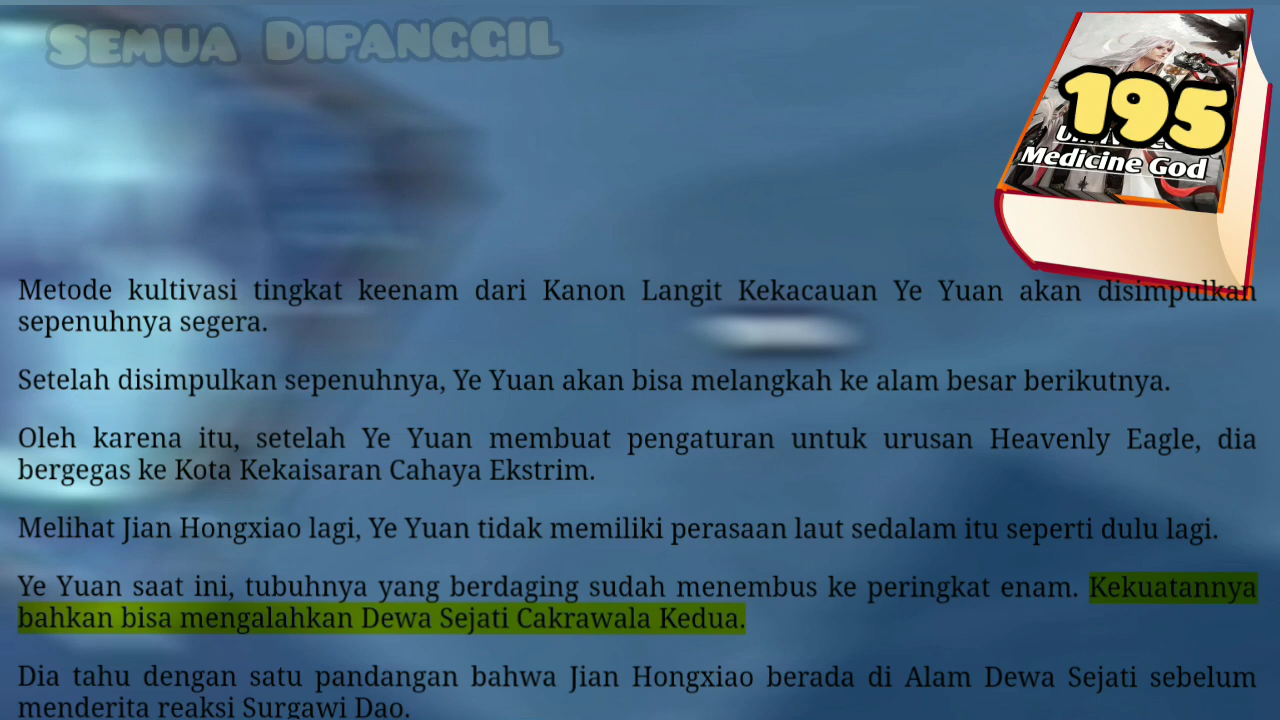 Semua Dipanggil
195
Medicine God
Metode kultivasi tingkat keenam dari Kanon Langit Kekacauan Ye Yuan akan disimpulkan
sepenuhnya segera.
Setelah disimpulkan sepenuhnya, Ye Yuan akan bisa melangkah ke alam besar berikutnya.
Oleh karena itu, setelah Ye Yuan membuat pengaturan untuk urusan Heavenly Eagle, dia
bergegas ke Kota Kekaisaran Cahaya Ekstrim.
Melihat Jian Hongxiao lagi, Ye Yuan tidak memiliki perasaan laut sedalam itu seperti dulu lagi.
Ye Yuan saat ini, tubuhnya yang berdaging sudah menembus ke peringkat enam. Kekuatannya
bahkan bisa mengalahkan Dewa Sejati Cakrawala Kedua.
Dia tahu dengan satu pandangan bahwa Jian Hongxiao berada di Alam Dewa Sejati sebelum
menderita reaksi Surgawi Dao.